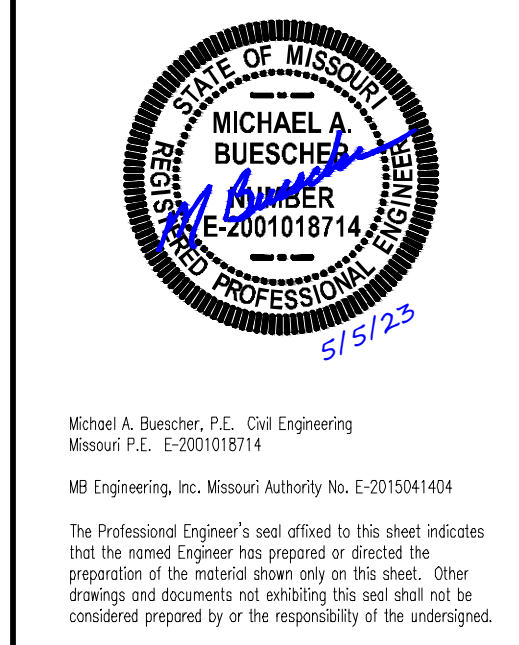 STATE OF MISSOURI
MICHAEL A.
BUESCHER
NUMBER
E-2001018714
REGISTERED PROFESSIONAL ENGINEER
M Buescher
5/5/23
Michael A. Buescher, P.E.  Civil Engineering
Missouri P.E.  E-2001018714
MB Engineering, Inc. Missouri Authority No. E-2015041404
The Professional Engineer's seal affixed to this sheet indicates
that the named Engineer has prepared or directed the
preparation of the material shown only on this sheet.  Other
drawings and documents not exhibiting this seal shall not be
considered prepared by or the responsibility of the undersigned.